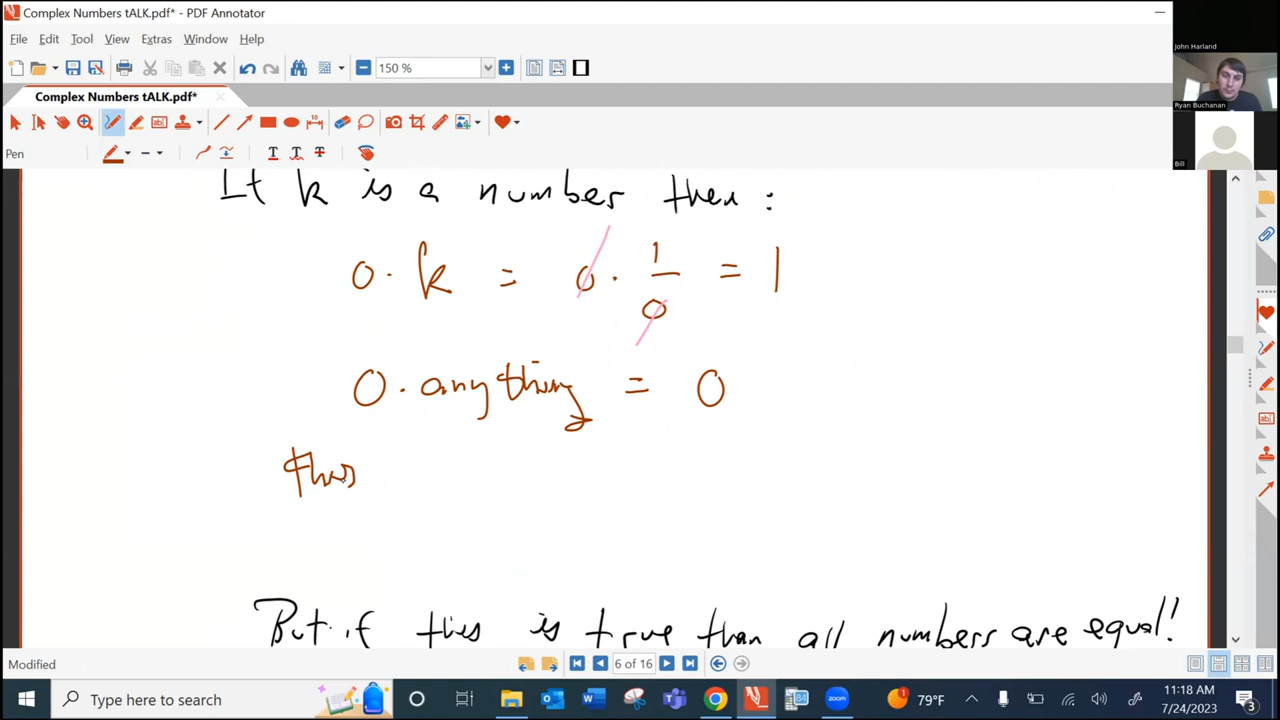 Complex Numbers tALK.pdf* - PDF Annotator
File Edit Tool View Extras Window Help
150 %
Complex Numbers tALK.pdf*
Pen
John Harland
Ryan Buchanan
Bill
If k is a number then :
0 · k = 0 · 1/0 = 1
0 · anything = 0
thus
But if this is true than all numbers are equal!
Modified
6 of 16
Type here to search
79°F
11:18 AM
7/24/2023
1
3